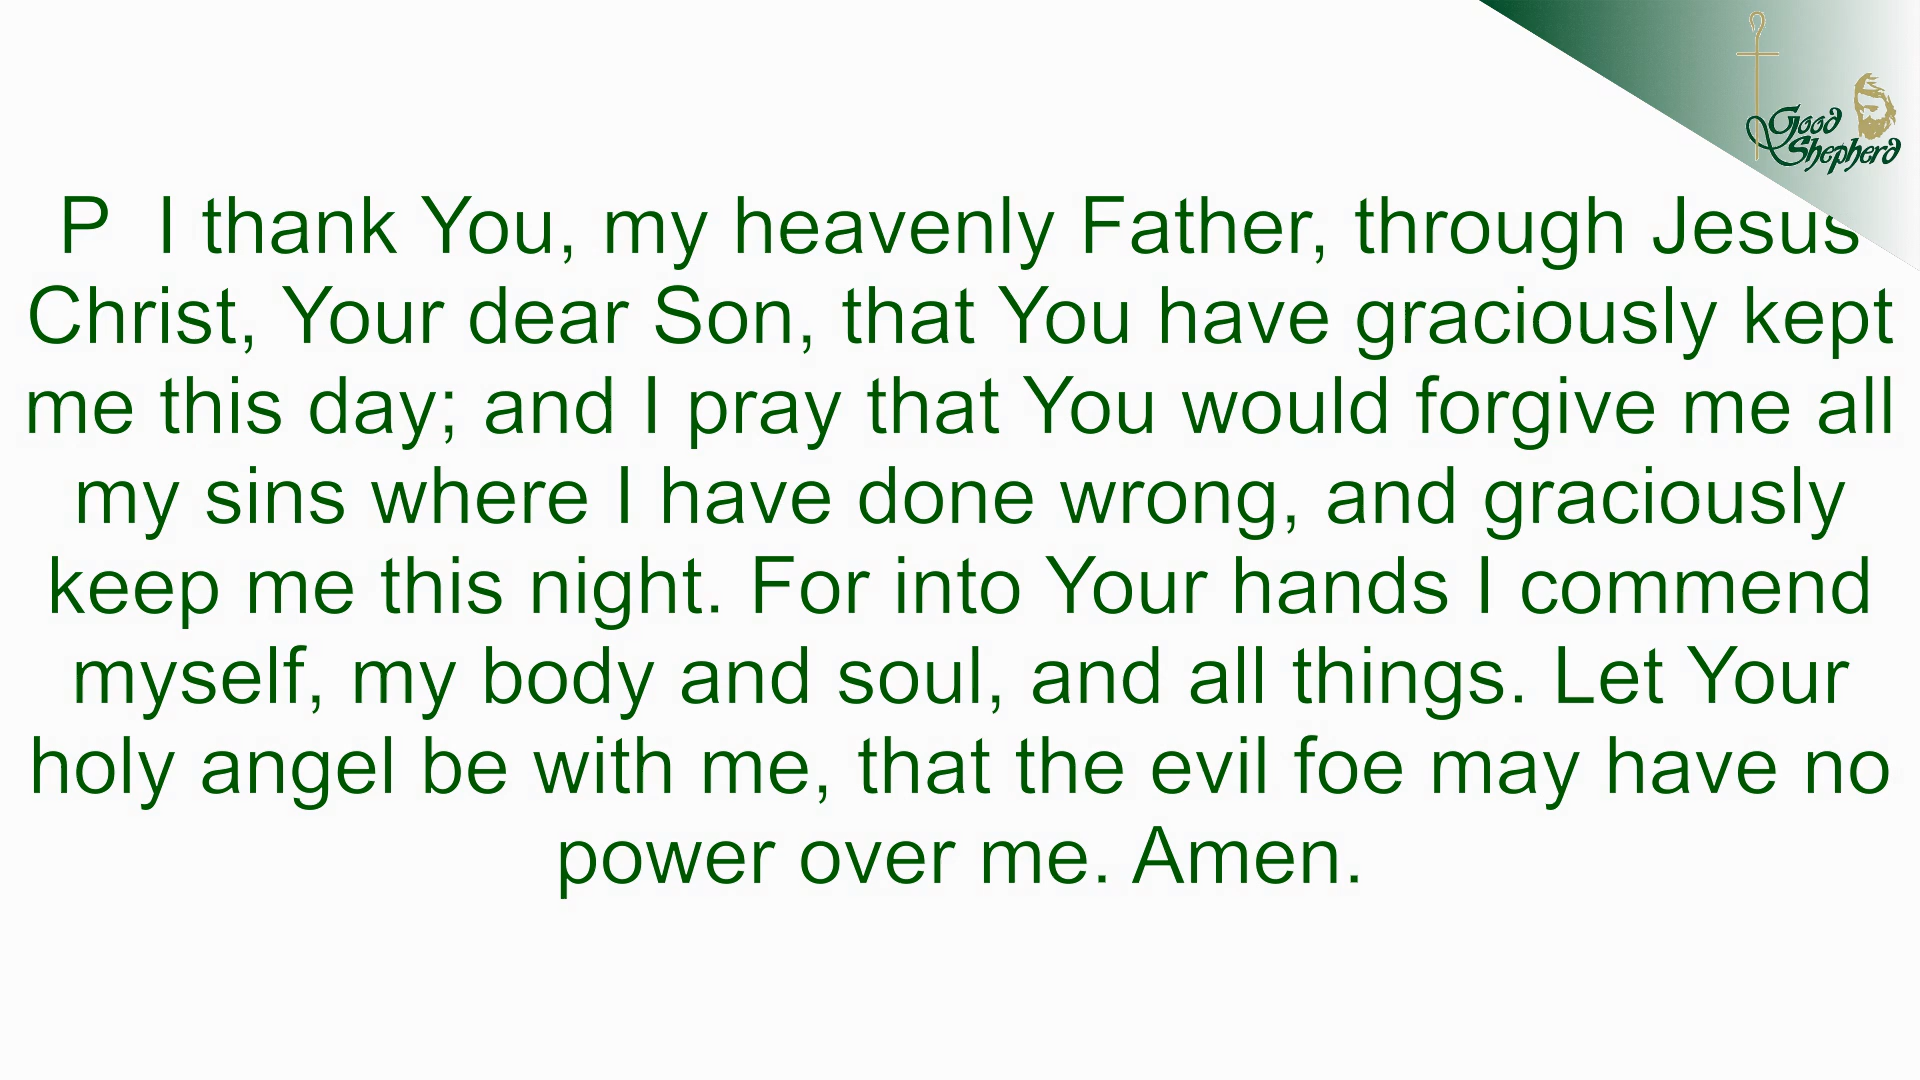 Good
Shepherd
P  I thank You, my heavenly Father, through Jesus
Christ, Your dear Son, that You have graciously kept
me this day; and I pray that You would forgive me all
my sins where I have done wrong, and graciously
keep me this night. For into Your hands I commend
myself, my body and soul, and all things. Let Your
holy angel be with me, that the evil foe may have no
power over me. Amen.